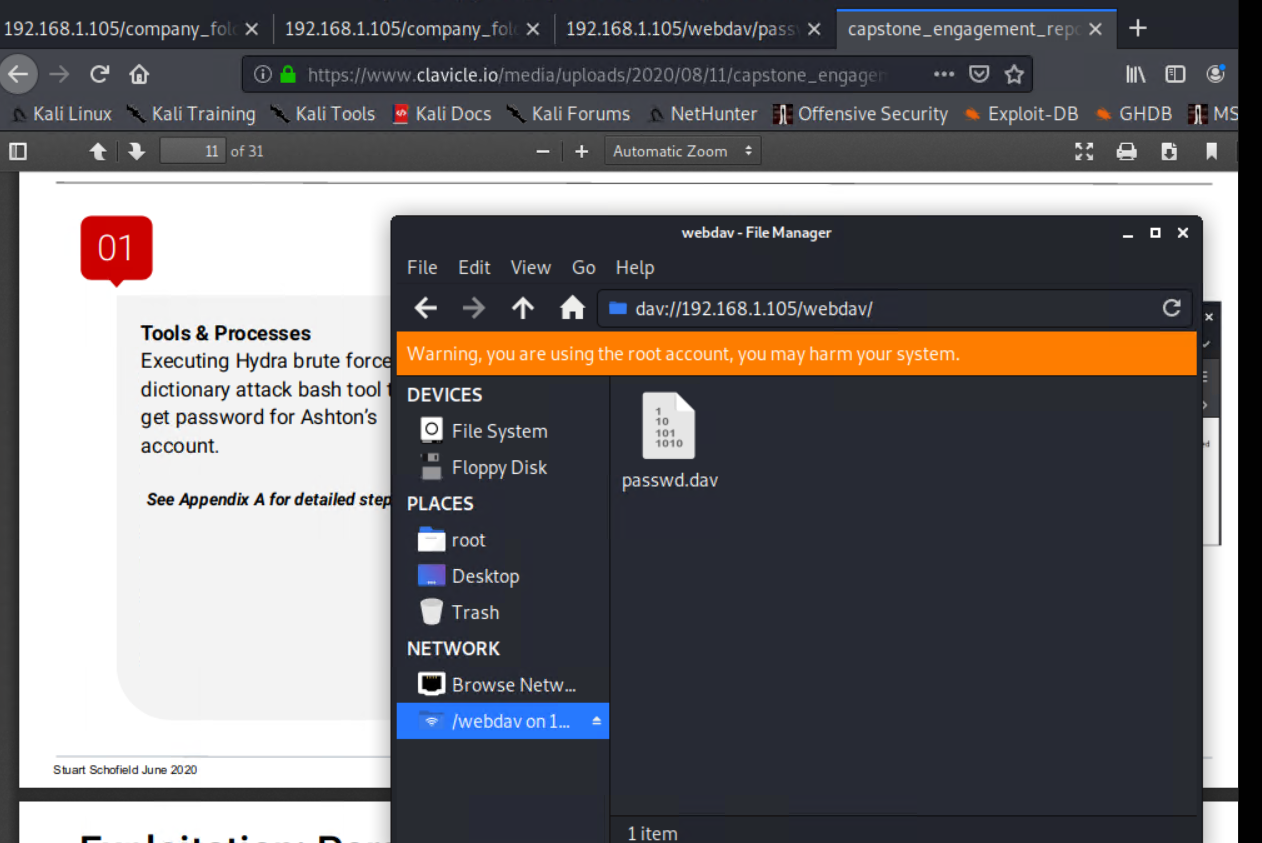 192.168.1.105/company_fol
192.168.1.105/company_fol
192.168.1.105/webdav/pass
capstone_engagement_repo
https://www.clavicle.io/media/uploads/2020/08/11/capstone_engagem
Kali Linux
Kali Training
Kali Tools
Kali Docs
Kali Forums
NetHunter
Offensive Security
Exploit-DB
GHDB
MS
11 of 31
Automatic Zoom
01
Tools & Processes
Executing Hydra brute force
dictionary attack bash tool t
get password for Ashton's
account.
See Appendix A for detailed step
Stuart Schofield June 2020
webdav - File Manager
File Edit View Go Help
dav://192.168.1.105/webdav/
Warning, you are using the root account, you may harm your system.
DEVICES
File System
Floppy Disk
PLACES
root
Desktop
Trash
NETWORK
Browse Netw...
/webdav on 1...
1
10
101
1010
passwd.dav
1 item